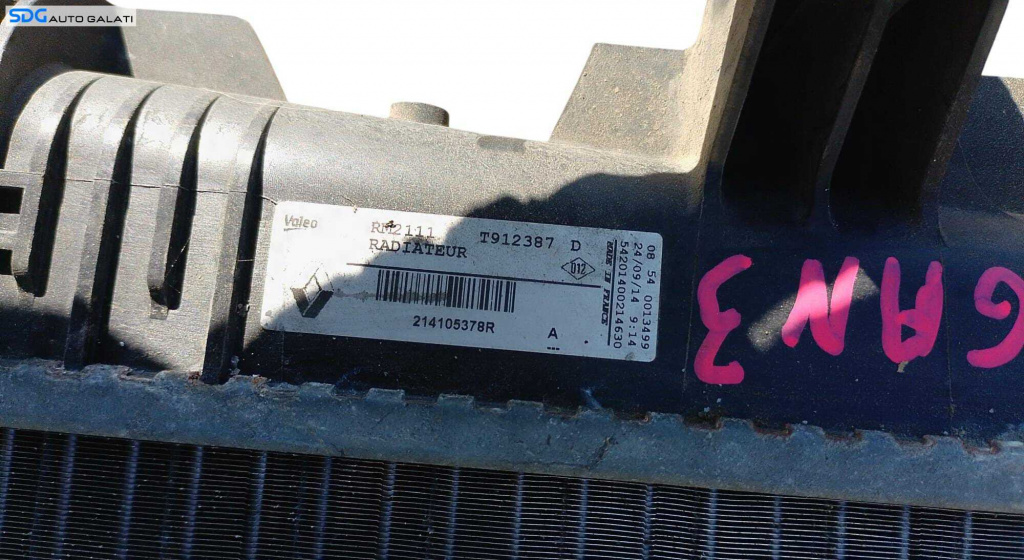 SDG AUTO GALATI
Valeo
RM2111
T912387 D
RADIATEUR
D12
214105378R
A
MADE IN FRANCE
54201400214630
24/09/14 9:14
08 54 0013499
GAN3